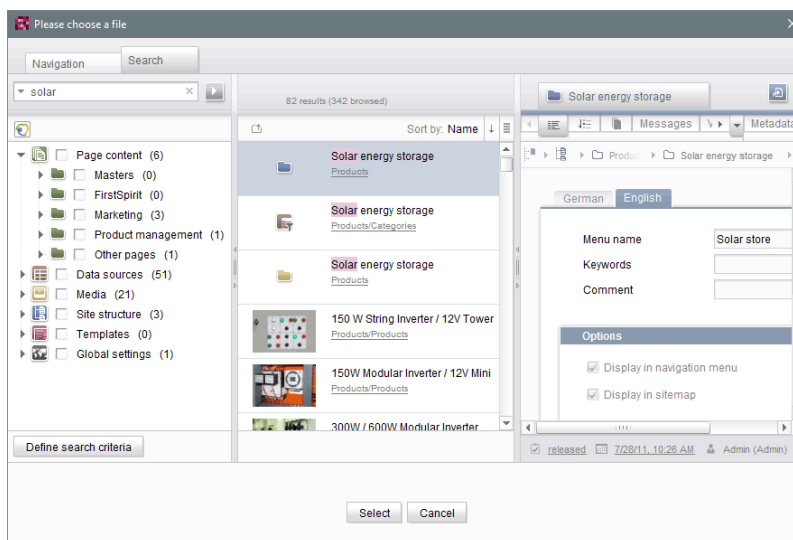 Please choose a file
Navigation
Search
solar
Page content (6)
Masters (0)
FirstSpirit (0)
Marketing (3)
Product management (1)
Other pages (1)
Data sources (51)
Media (21)
Site structure (3)
Templates (0)
Global settings (1)
Define search criteria
82 results (342 browsed)
Sort by: Name
Solar energy storage
Products
Solar energy storage
Products/Categories
Solar energy storage
Products
150 W String Inverter / 12V Tower
Products/Products
150W Modular Inverter / 12V Mini
Products/Products
300W / 600W Modular Inverter
Solar energy storage
Messages
Metadata
Solar energy storage
German English
Menu name Solar store
Keywords
Comment
Options
Display in navigation menu
Display in sitemap
released 7/28/11, 10:26 AM Admin (Admin)
Select Cancel